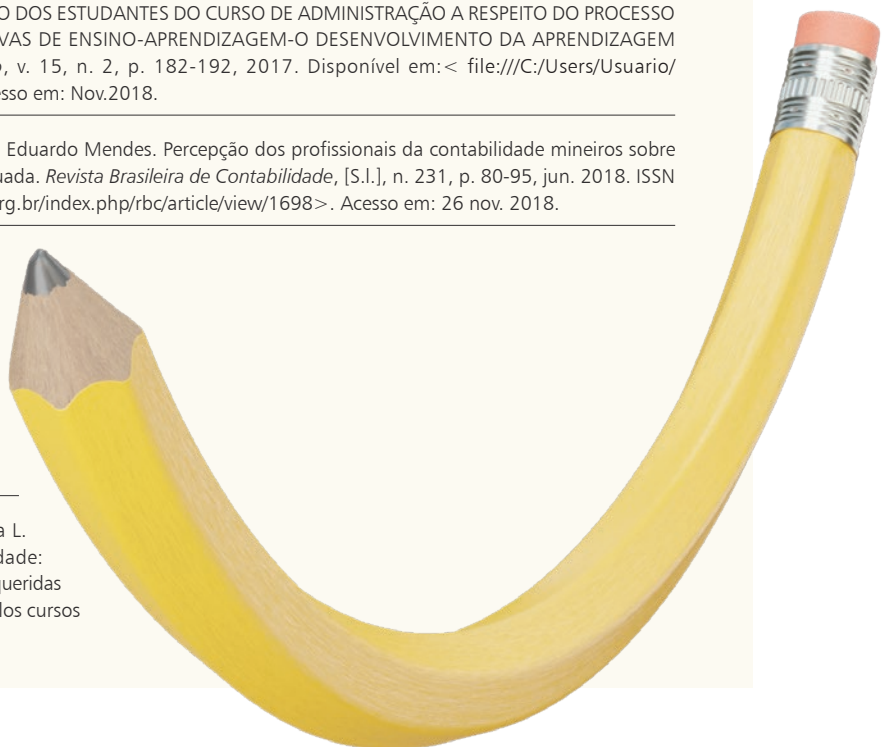 O DOS ESTUDANTES DO CURSO DE ADMINISTRAÇÃO A RESPEITO DO PROCESSO
VAS DE ENSINO-APRENDIZAGEM-O DESENVOLVIMENTO DA APRENDIZAGEM
, v. 15, n. 2, p. 182-192, 2017. Disponível em:< file:///C:/Users/Usuario/
esso em: Nov.2018.
Eduardo Mendes. Percepção dos profissionais da contabilidade mineiros sobre
uada. Revista Brasileira de Contabilidade, [S.l.], n. 231, p. 80-95, jun. 2018. ISSN
rg.br/index.php/rbc/article/view/1698>. Acesso em: 26 nov. 2018.
a L.
dade:
queridas
dos cursos